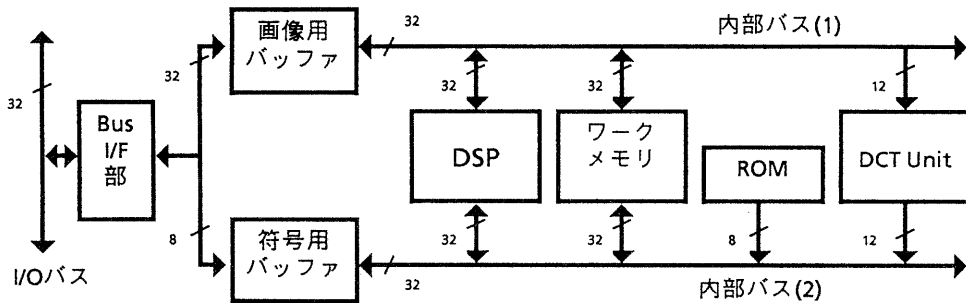 32
画像用
バッファ
32
内部バス(1)
32
32
32
32
12
Bus
I/F
部
DSP
ワーク
メモリ
ROM
DCT Unit
8
符号用
バッファ
32
32
32
8
12
I/Oバス
内部バス(2)